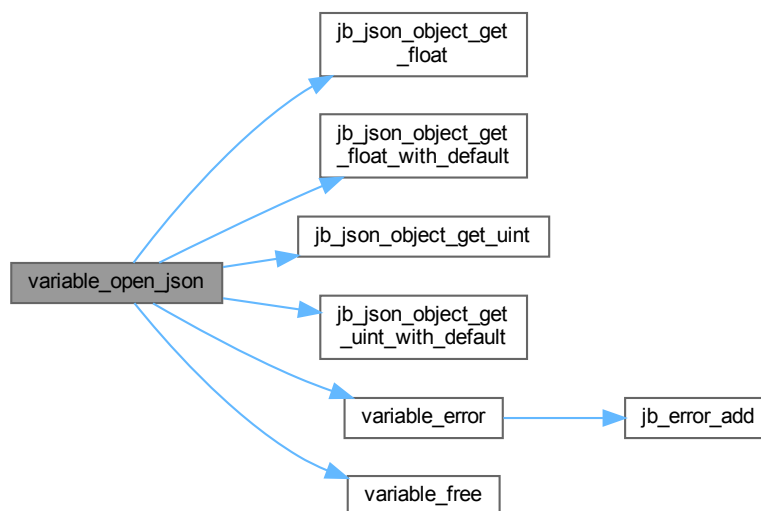 jb_json_object_get
_float
jb_json_object_get
_float_with_default
jb_json_object_get_uint
variable_open_json
jb_json_object_get
_uint_with_default
variable_error
jb_error_add
variable_free